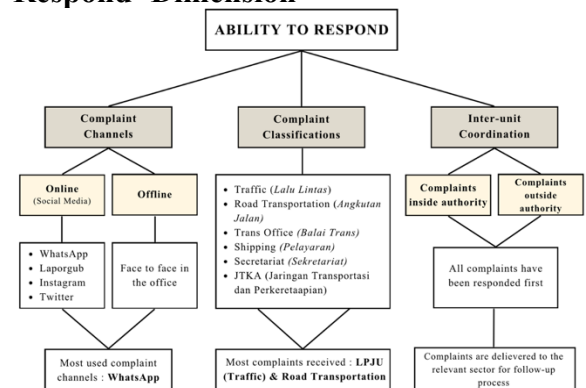 Respond" Dimension
ABILITY TO RESPOND
Complaint
Channels
Complaint
Classifications
Inter-unit
Coordination
Online
(Social Media)
Offline
• WhatsApp
• Laporgub
• Instagram
• Twitter
Face to face in
the office
Most used complaint
channels : WhatsApp
• Traffic (Lalu Lintas)
• Road Transportation (Angkutan
Jalan)
• Trans Office (Balai Trans)
• Shipping (Pelayaran)
• Secretariat (Sekretariat)
• JTKA (Jaringan Transportasi
dan Perkeretaapian)
Most complaints received : LPJU
(Traffic) & Road Transportation
Complaints
inside authority
Complaints
outside
authority
All complaints have
been responded first
Complaints are delievered to the
relevant sector for follow-up
process